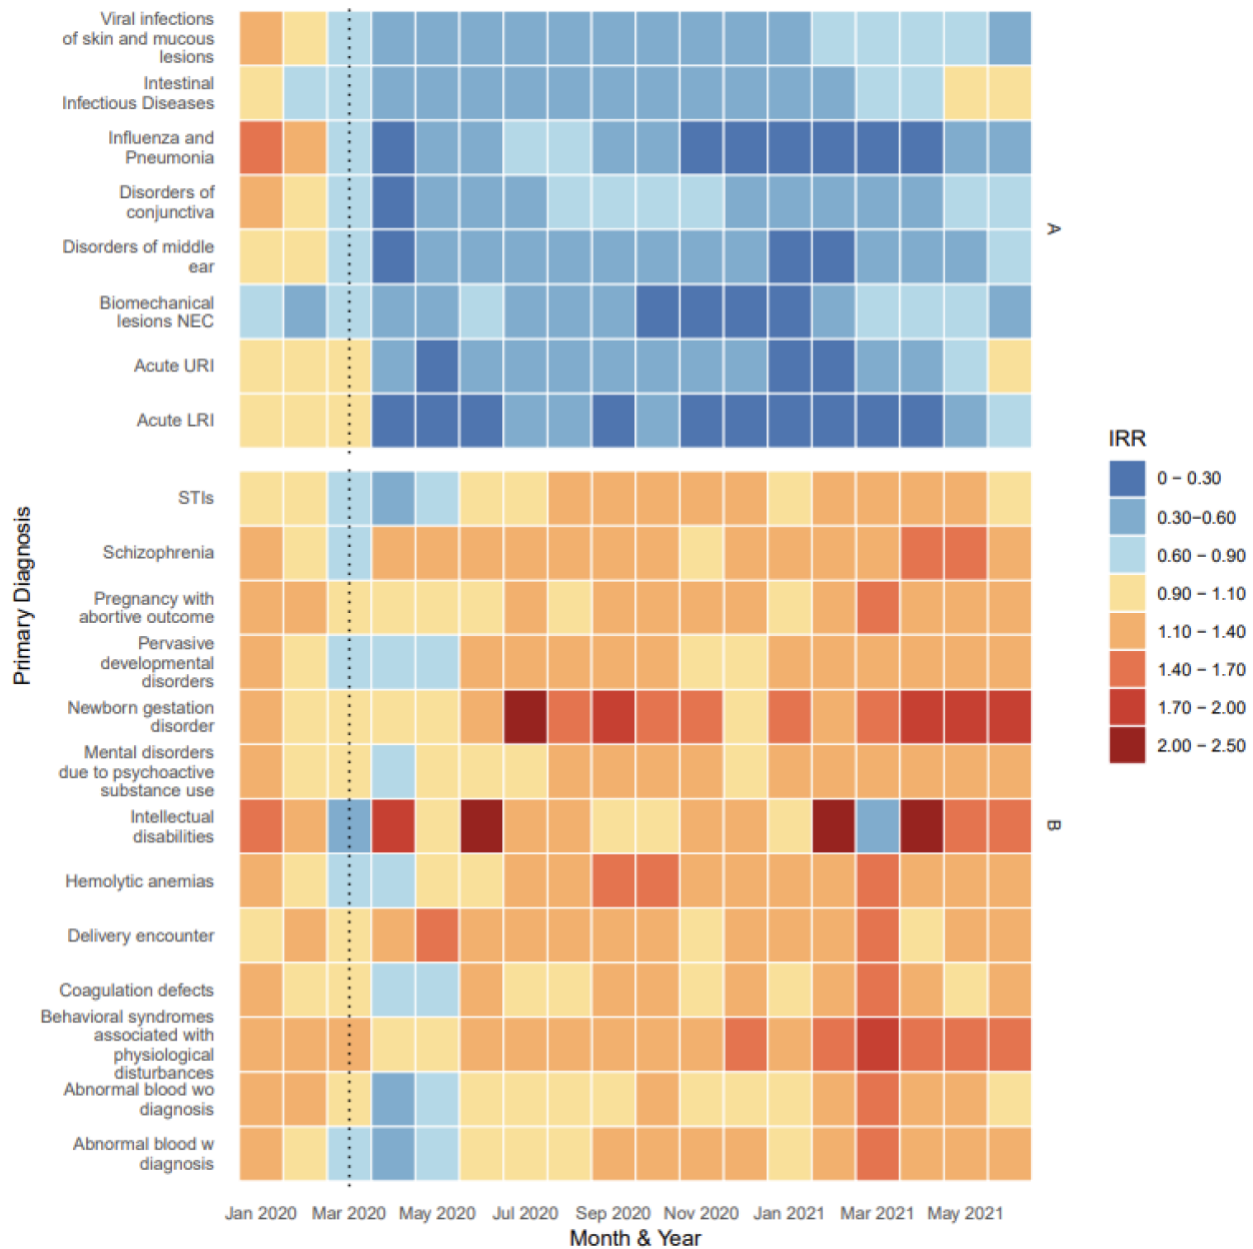 Viral infections
of skin and mucous
lesions
Intestinal
Infectious Diseases
Influenza and
Pneumonia
Disorders of
conjunctiva
Disorders of middle
ear
Biomechanical
lesions NEC
Acute URI
Acute LRI
A
STIs
Schizophrenia
Pregnancy with
abortive outcome
Pervasive
developmental
disorders
Newborn gestation
disorder
Mental disorders
due to psychoactive
substance use
Intellectual
disabilities
Hemolytic anemias
Delivery encounter
Coagulation defects
Behavioral syndromes
associated with
physiological
disturbances
Abnormal blood wo
diagnosis
Abnormal blood w
diagnosis
B
Primary Diagnosis
Jan 2020 Mar 2020 May 2020 Jul 2020 Sep 2020 Nov 2020 Jan 2021 Mar 2021 May 2021
Month & Year
IRR
0 − 0.30
0.30−0.60
0.60 − 0.90
0.90 − 1.10
1.10 − 1.40
1.40 − 1.70
1.70 − 2.00
2.00 − 2.50